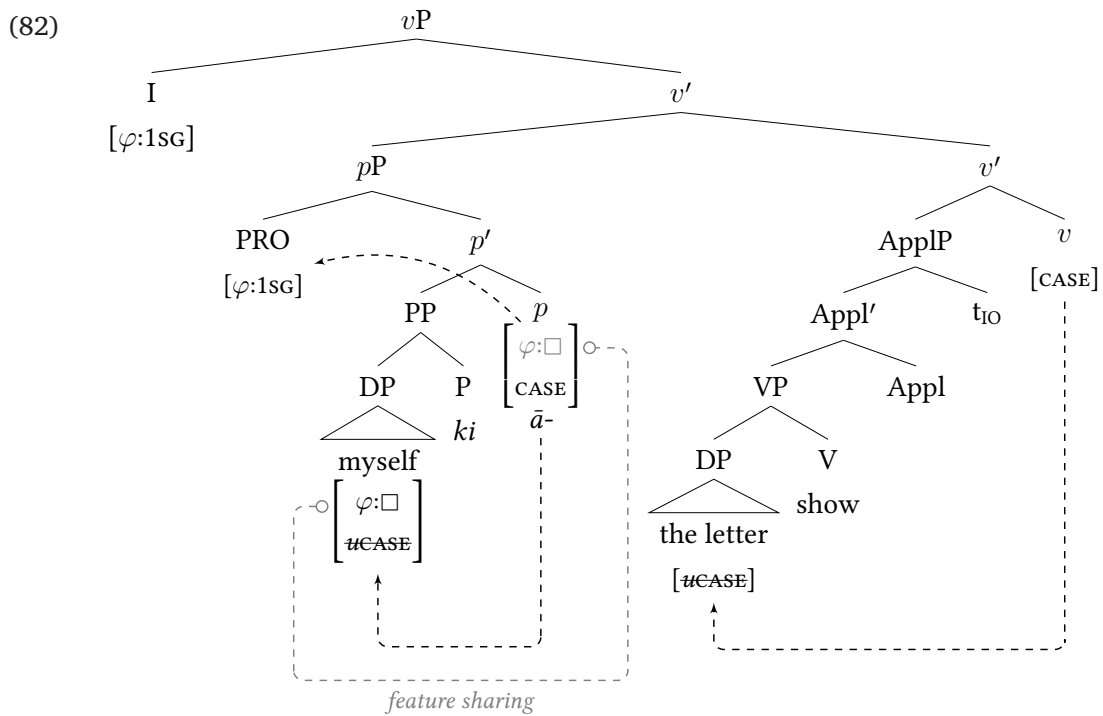 (82)
vP
I
[φ:1SG]
v′
pP
v′
PRO
[φ:1SG]
p′
ApplP
v
[CASE]
PP
p
[φ:□
CASE]
ā-
Appl′
t_IO
DP
P
ki
VP
Appl
myself
[φ:□
uCASE]
DP
V
show
the letter
[uCASE]
feature sharing